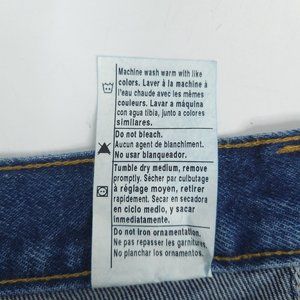 Machine wash warm with like
colors. Laver à la machine à
l'eau chaude avec les mêmes
couleurs. Lavar a máquina
con agua tibia, junto a colores
similares.
Do not bleach.
Aucun agent de blanchiment.
No usar blanqueador.
Tumble dry medium, remove
promptly. Sécher par culbutage
à réglage moyen, retirer
rapidement. Secar en secadora
en ciclo medio, y sacar
inmediatamente.
Do not iron ornamentation.
Ne pas repasser les garnitures.
No planchar los ornamentos.